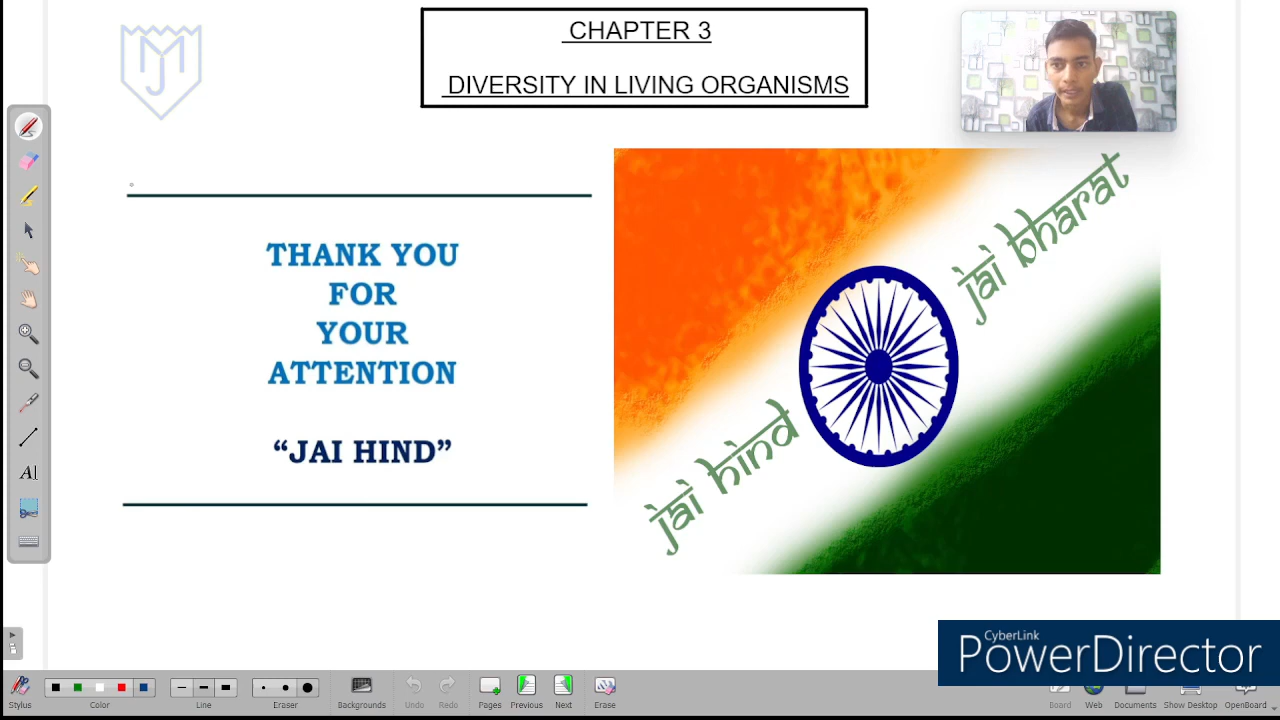 CHAPTER 3
DIVERSITY IN LIVING ORGANISMS
THANK YOU
FOR
YOUR
ATTENTION
“JAI HIND”
jai hind
jai bharat
AI
CyberLink
PowerDirector
Stylus
Color
Line
Eraser
Backgrounds
Undo
Redo
Pages
Previous
Next
Erase
Board
Web
Documents
Show Desktop
OpenBoard